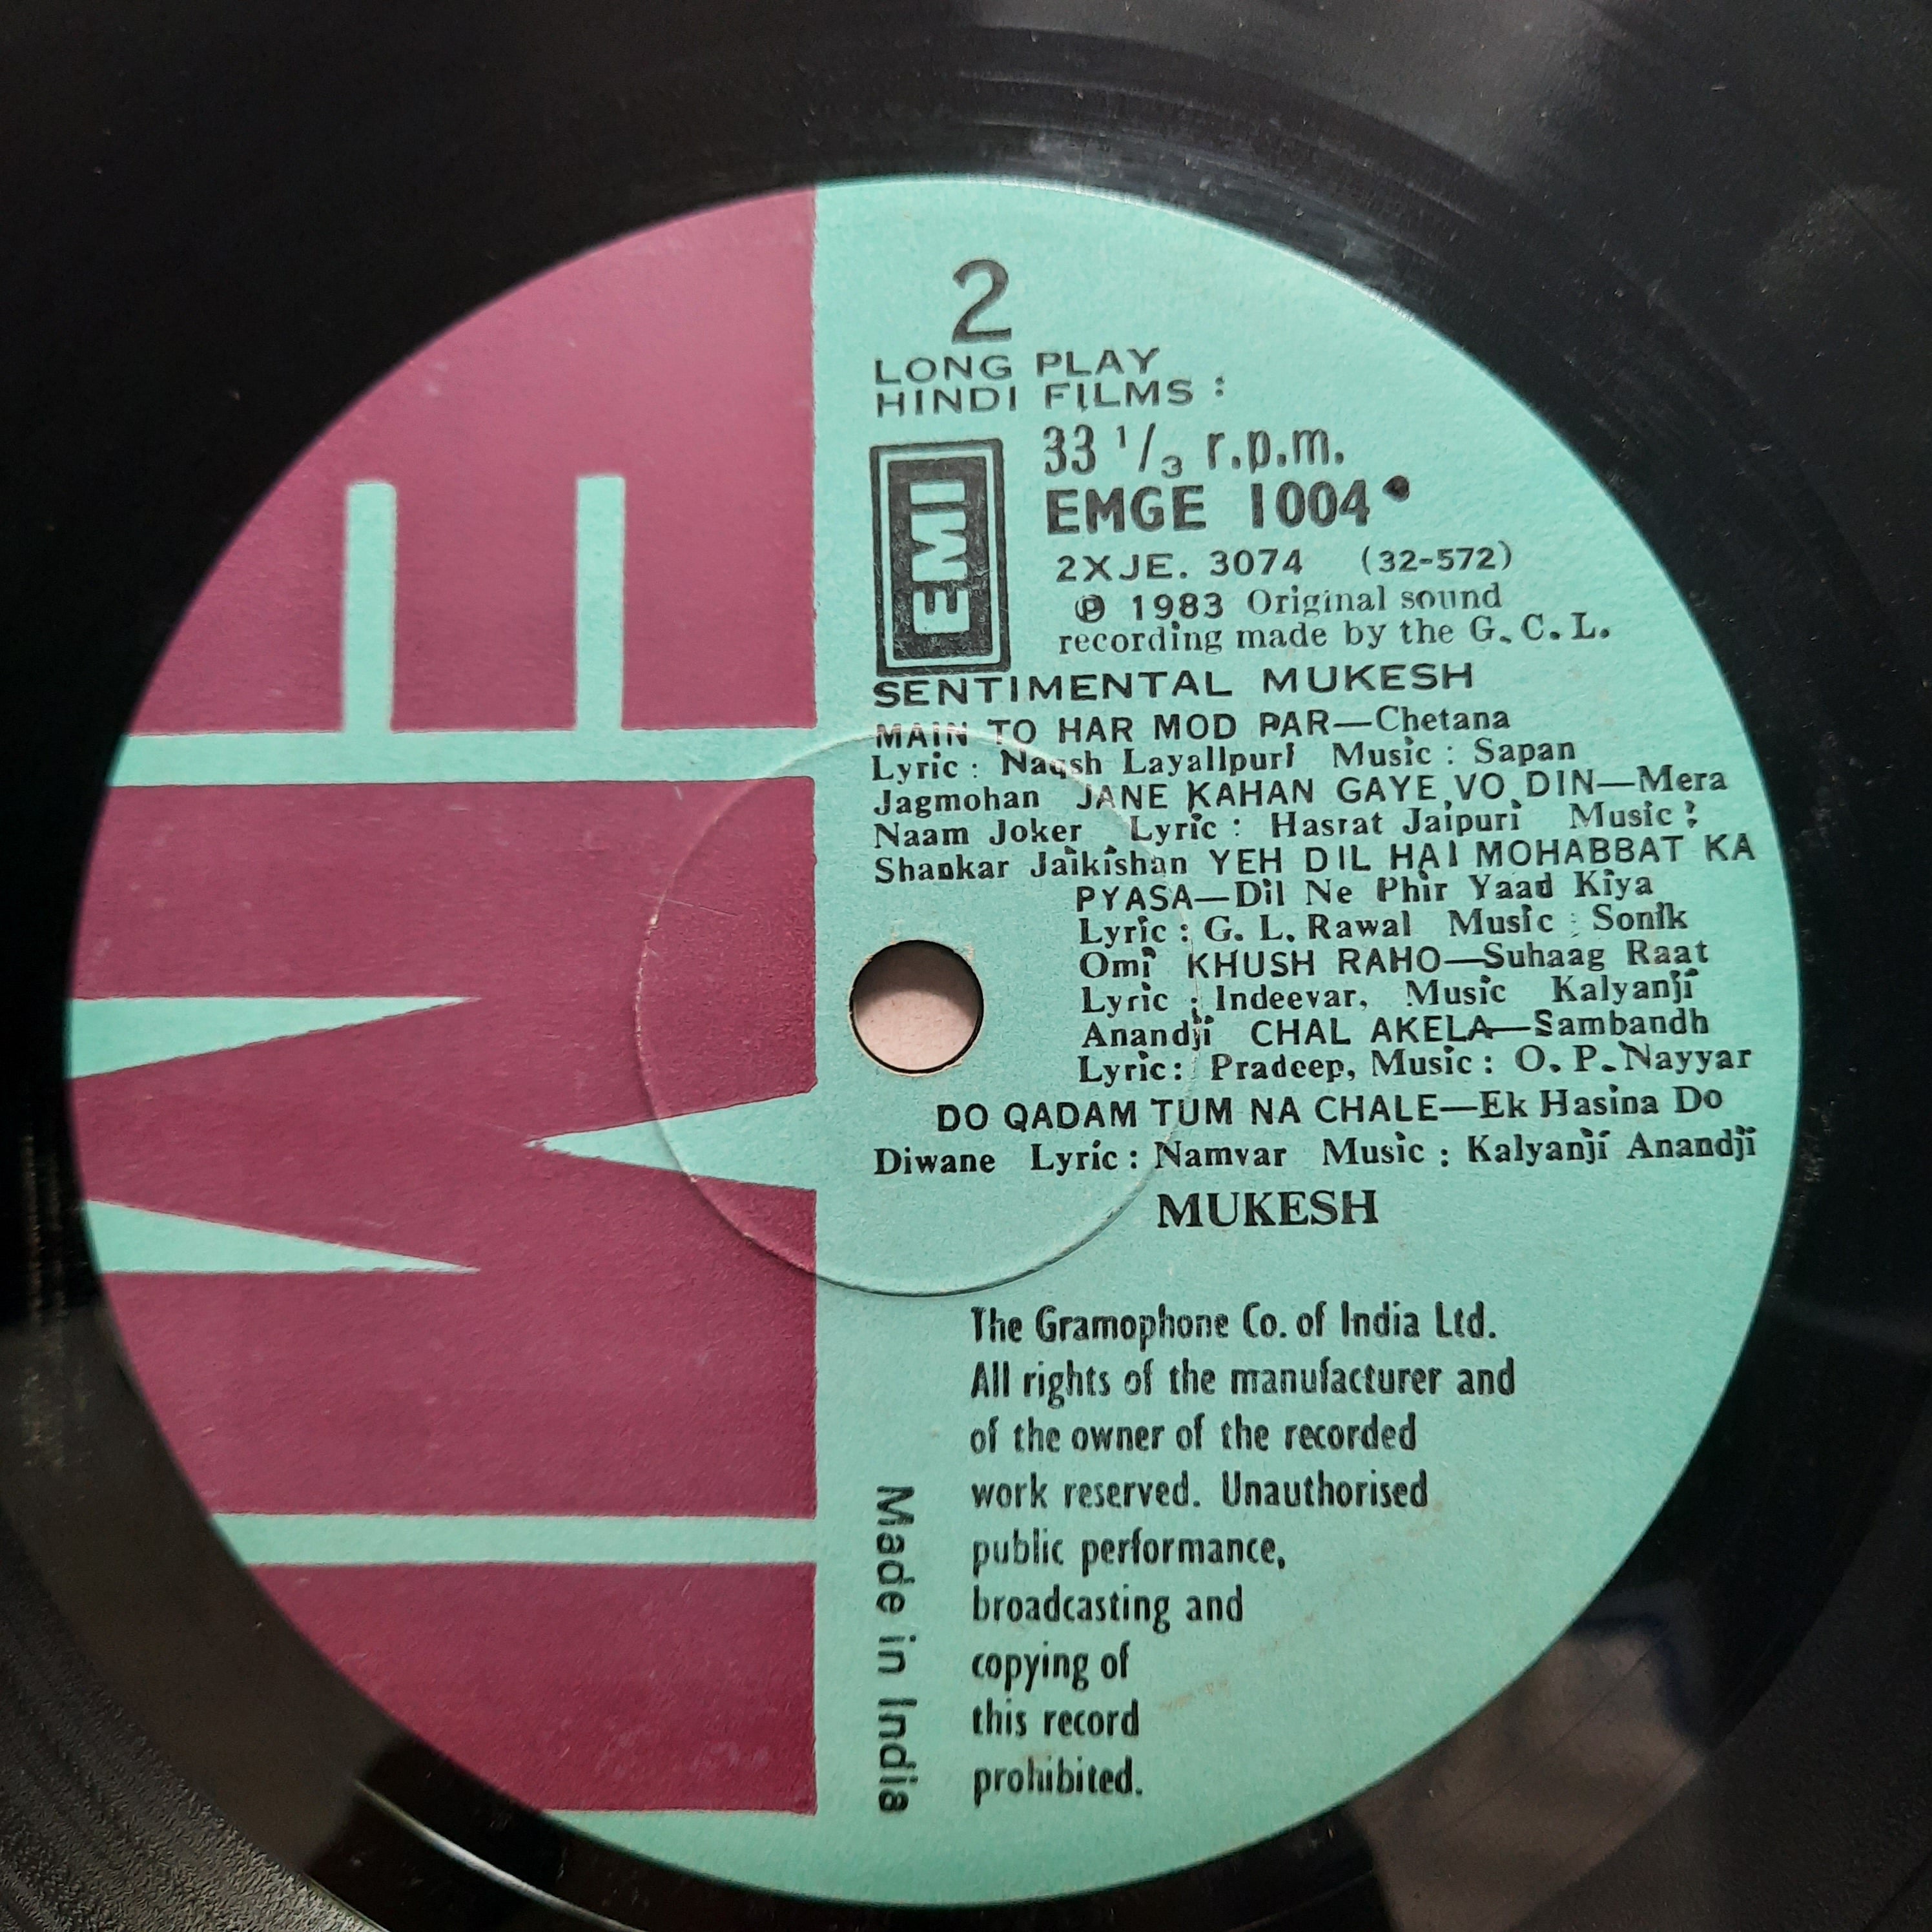 2
LONG PLAY
HINDI FILMS :
EMI
33 1/3 r.p.m.
EMGE 1004
2XJE. 3074 (32-572)
℗ 1983 Original sound
recording made by the G. C. L.
SENTIMENTAL MUKESH
MAIN TO HAR MOD PAR—Chetana
Lyric : Naqsh Layallpuri Music : Sapan
Jagmohan JANE KAHAN GAYE VO DIN—Mera
Naam Joker Lyric : Hasrat Jaipuri Music :
Shankar Jaikishan YEH DIL HAI MOHABBAT KA
PYASA—Dil Ne Phir Yaad Kiya
Lyric : G. L. Rawal Music : Sonik
Omi KHUSH RAHO—Suhaag Raat
Lyric : Indeevar, Music Kalyanji
Anandji CHAL AKELA—Sambandh
Lyric: Pradeep, Music : O. P. Nayyar
DO QADAM TUM NA CHALE—Ek Hasina Do
Diwane Lyric : Namvar Music : Kalyanji Anandji
MUKESH
The Gramophone Co. of India Ltd.
All rights of the manufacturer and
of the owner of the recorded
work reserved. Unauthorised
public performance,
broadcasting and
copying of
this record
prohibited.
Made in India
EMI